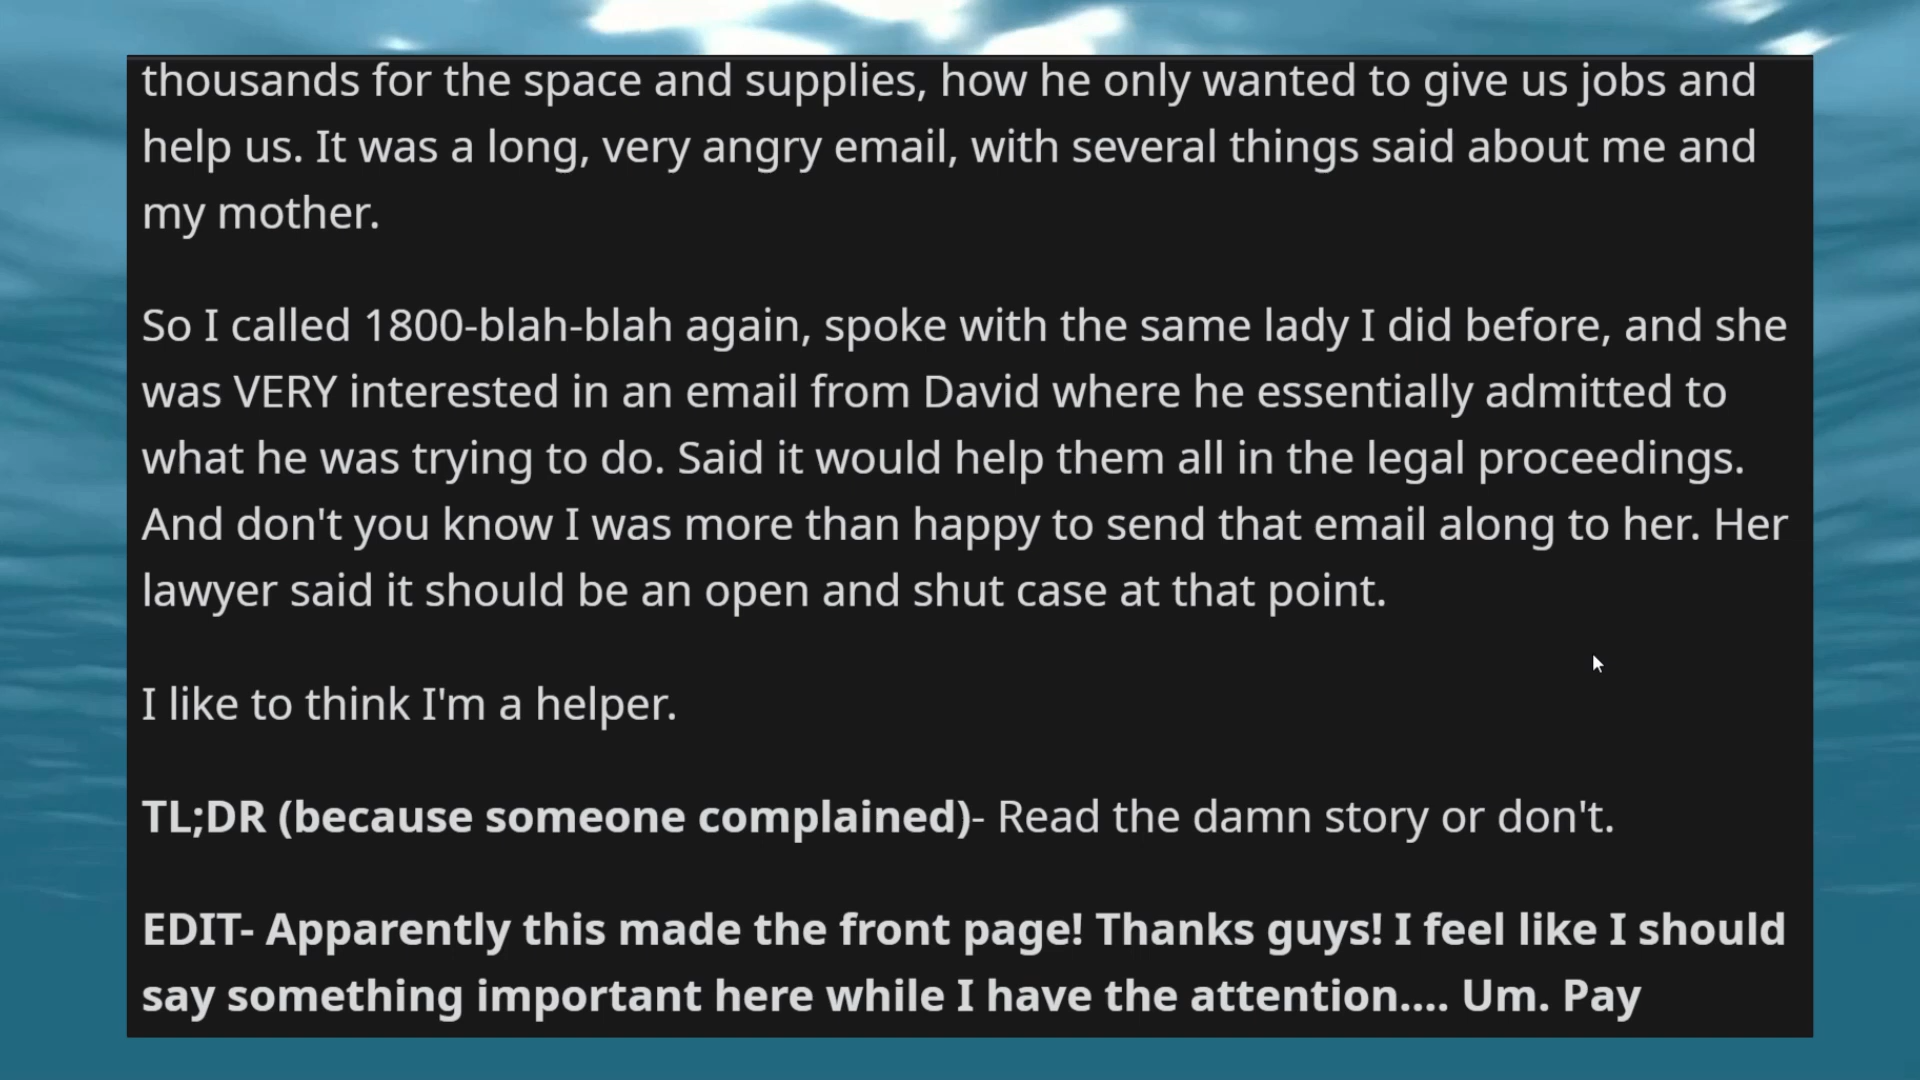 thousands for the space and supplies, how he only wanted to give us jobs and
help us. It was a long, very angry email, with several things said about me and
my mother.
So I called 1800-blah-blah again, spoke with the same lady I did before, and she
was VERY interested in an email from David where he essentially admitted to
what he was trying to do. Said it would help them all in the legal proceedings.
And don't you know I was more than happy to send that email along to her. Her
lawyer said it should be an open and shut case at that point.
I like to think I'm a helper.
TL;DR (because someone complained)- Read the damn story or don't.
EDIT- Apparently this made the front page! Thanks guys! I feel like I should
say something important here while I have the attention.... Um. Pay